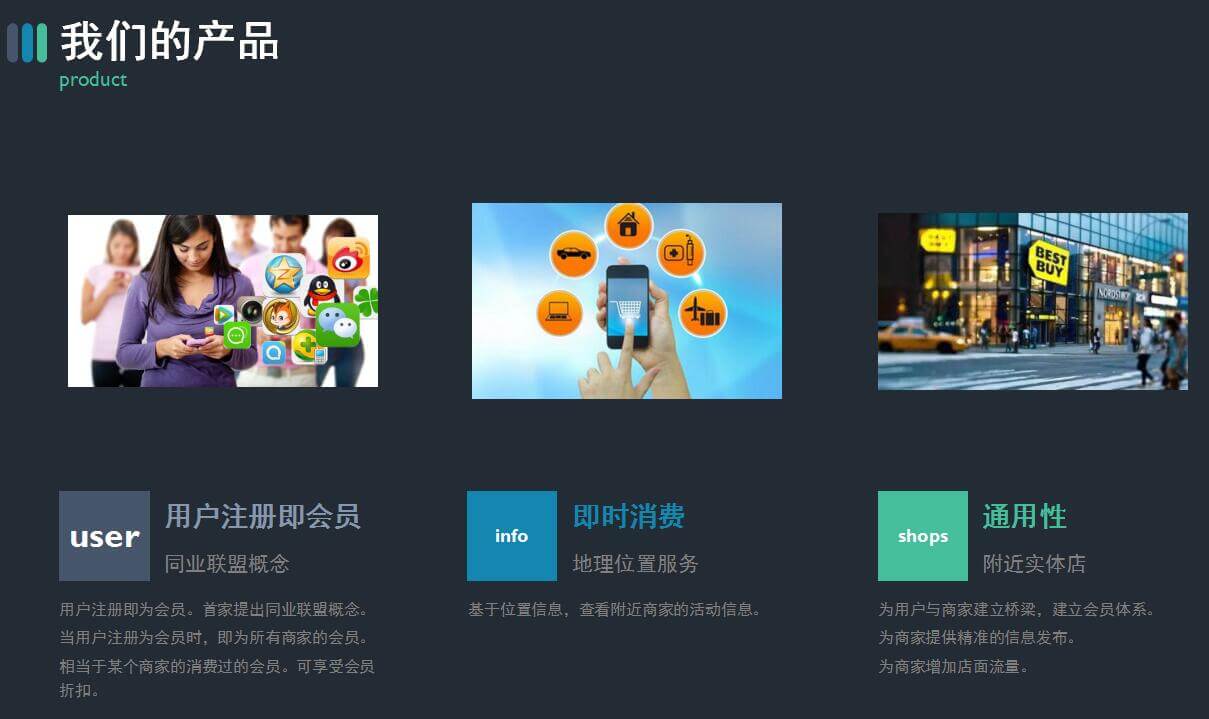 我们的产品
product
BEST
BUY
NORDSTROM
user
用户注册即会员
同业联盟概念
用户注册即为会员。首家提出同业联盟概念。
当用户注册为会员时，即为所有商家的会员。
相当于某个商家的消费过的会员。可享受会员
折扣。
info
即时消费
地理位置服务
基于位置信息，查看附近商家的活动信息。
shops
通用性
附近实体店
为用户与商家建立桥梁，建立会员体系。
为商家提供精准的信息发布。
为商家增加店面流量。